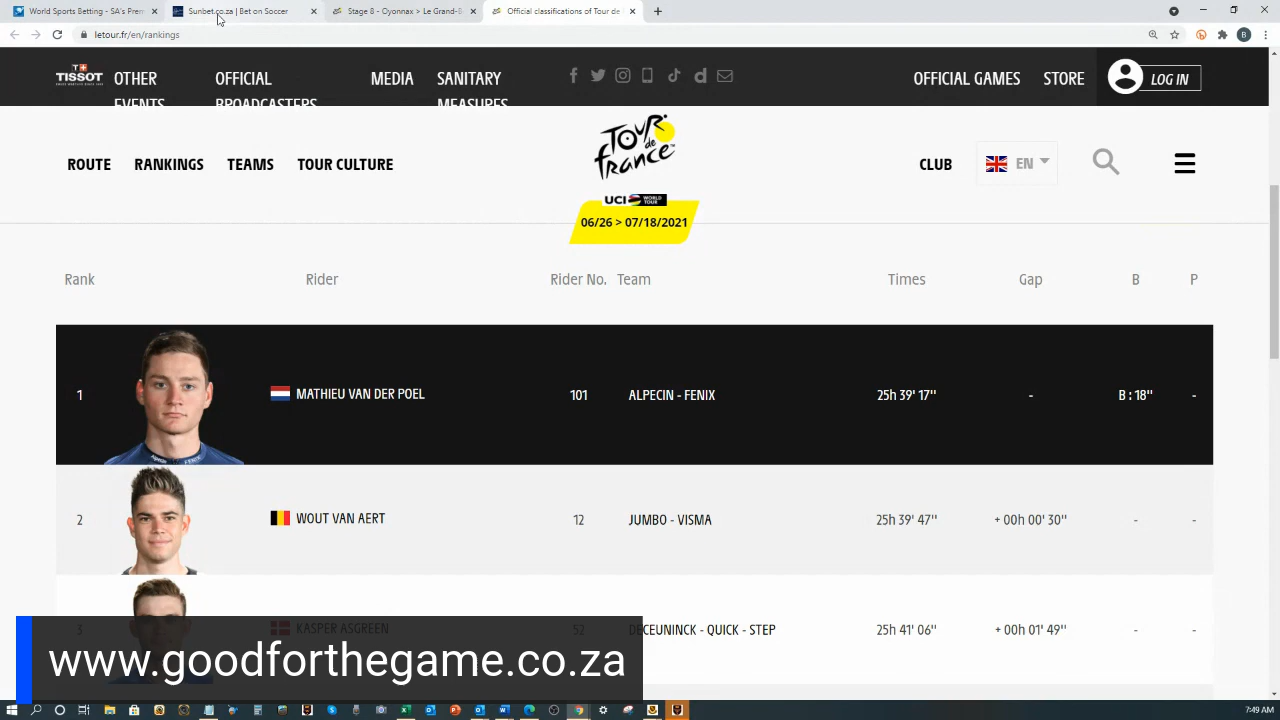 World Sports Betting - SA's Prem
Sunbet.co.za | Bet on Soccer
Stage 8 - Oyonnax > Le Grand-B
Official classifications of Tour de
letour.fr/en/rankings
B
TISSOT
OTHER EVENTS
OFFICIAL BROADCASTERS
MEDIA
SANITARY MEASURES
OFFICIAL GAMES
STORE
LOG IN
ROUTE
RANKINGS
TEAMS
TOUR CULTURE
TOUR de france
UCI WORLD TOUR
06/26 > 07/18/2021
CLUB
EN
Rank Rider Rider No. Team Times Gap B P
1 MATHIEU VAN DER POEL 101 ALPECIN - FENIX 25h 39' 17'' - B : 18'' -
2 WOUT VAN AERT 12 JUMBO - VISMA 25h 39' 47'' + 00h 00' 30'' - -
3 KASPER ASGREEN 52 DECEUNINCK - QUICK - STEP 25h 41' 06'' + 00h 01' 49'' - -
www.goodforthegame.co.za
7:49 AM